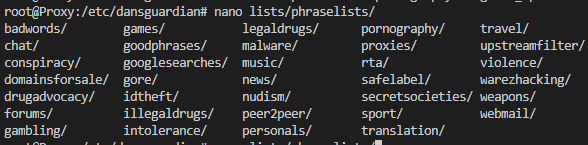 root@Proxy:/etc/dansguardian# nano lists/phraselists/
badwords/ games/ legaldrugs/ pornography/ travel/
chat/ goodphrases/ malware/ proxies/ upstreamfilter/
conspiracy/ googlesearches/ music/ rta/ violence/
domainsforsale/ gore/ news/ safelabel/ warezhacking/
drugadvocacy/ idtheft/ nudism/ secretsocieties/ weapons/
forums/ illegaldrugs/ peer2peer/ sport/ webmail/
gambling/ intolerance/ personals/ translation/